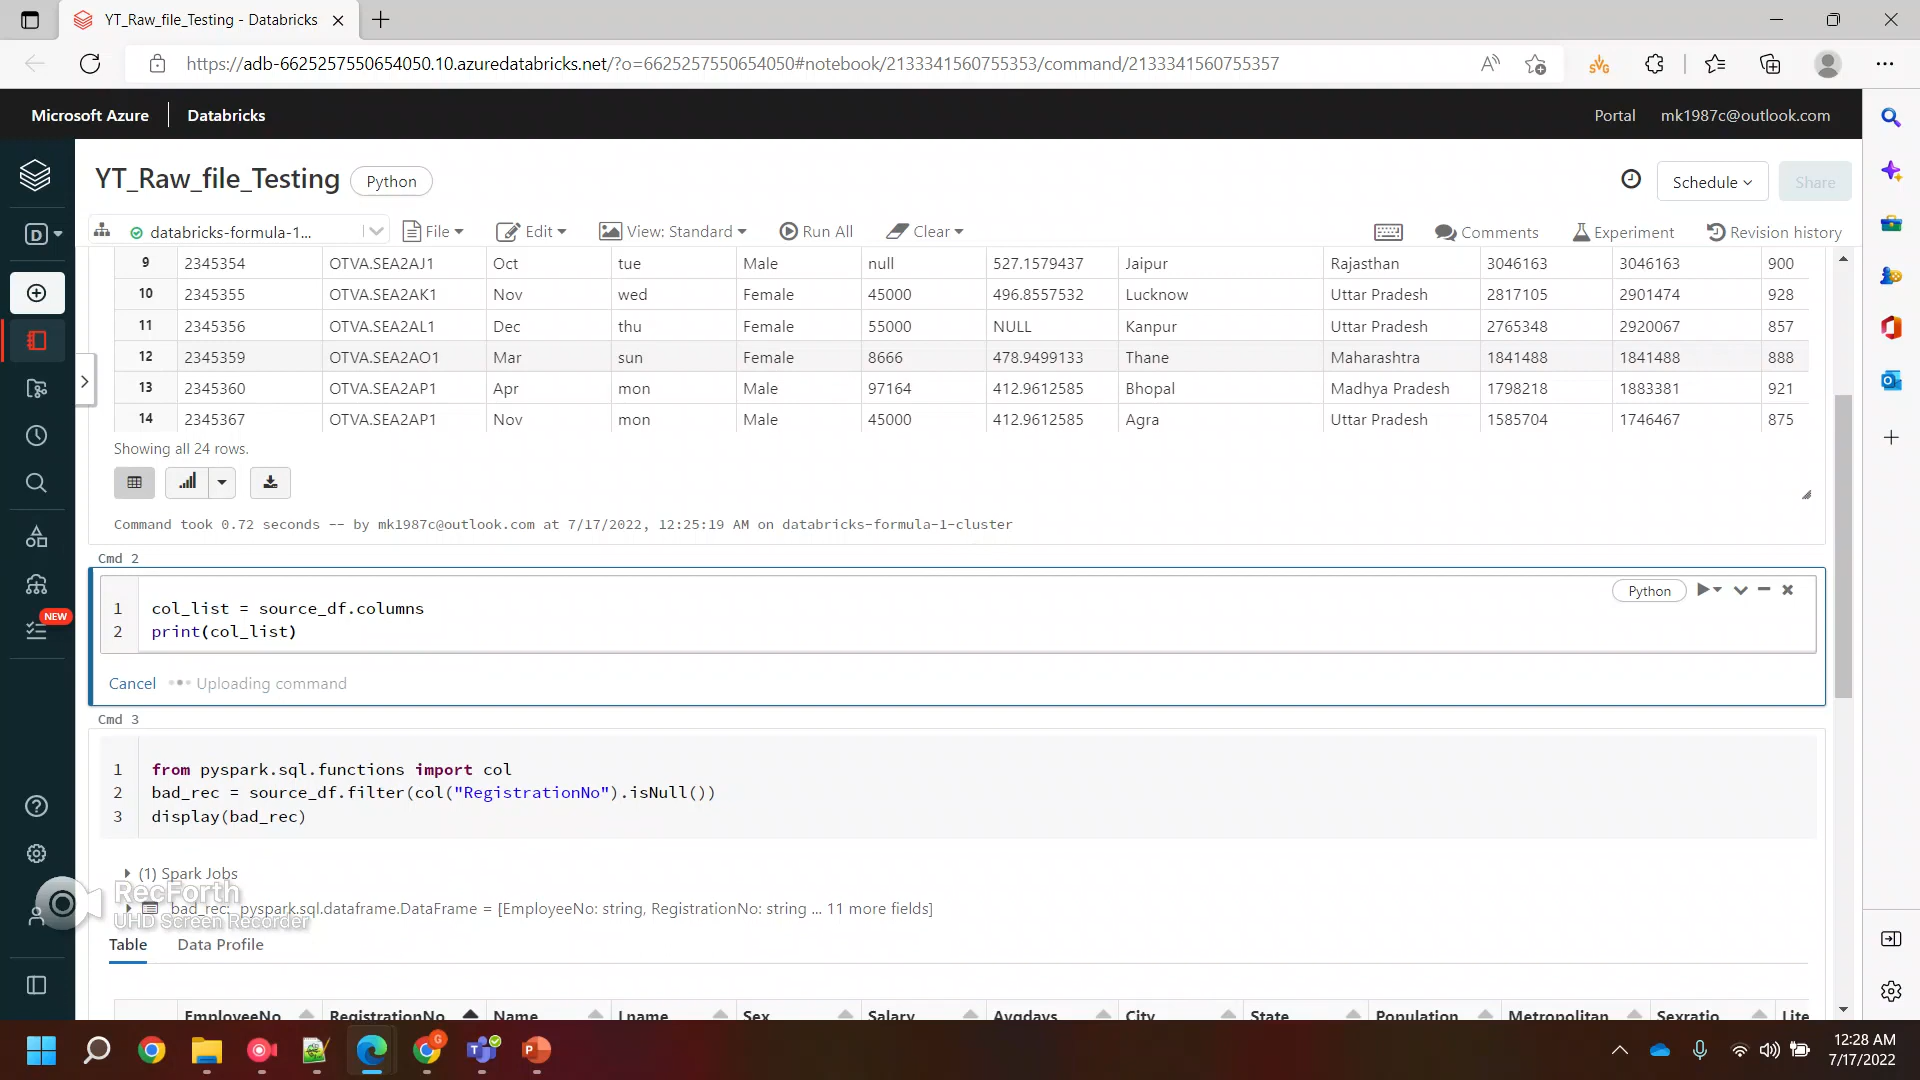 YT_Raw_file_Testing - Databricks
https://adb-6625257550654050.10.azuredatabricks.net/?o=6625257550654050#notebook/2133341560755353/command/2133341560755357
Microsoft Azure Databricks Portal mk1987c@outlook.com
YT_Raw_file_Testing Python Schedule Share
D databricks-formula-1... File Edit View: Standard Run All Clear Comments Experiment Revision history
9 2345354 OTVA.SEA2AJ1 Oct tue Male null 527.1579437 Jaipur Rajasthan 3046163 3046163 900
10 2345355 OTVA.SEA2AK1 Nov wed Female 45000 496.8557532 Lucknow Uttar Pradesh 2817105 2901474 928
11 2345356 OTVA.SEA2AL1 Dec thu Female 55000 NULL Kanpur Uttar Pradesh 2765348 2920067 857
12 2345359 OTVA.SEA2AO1 Mar sun Female 8666 478.9499133 Thane Maharashtra 1841488 1841488 888
13 2345360 OTVA.SEA2AP1 Apr mon Male 97164 412.9612585 Bhopal Madhya Pradesh 1798218 1883381 921
14 2345367 OTVA.SEA2AP1 Nov mon Male 45000 412.9612585 Agra Uttar Pradesh 1585704 1746467 875
Showing all 24 rows.
Command took 0.72 seconds -- by mk1987c@outlook.com at 7/17/2022, 12:25:19 AM on databricks-formula-1-cluster
Cmd 2
Python
1 col_list = source_df.columns
2 print(col_list)
NEW
Cancel Uploading command
Cmd 3
1 from pyspark.sql.functions import col
2 bad_rec = source_df.filter(col("RegistrationNo").isNull())
3 display(bad_rec)
(1) Spark Jobs
RecForth
bad_rec: pyspark.sql.dataframe.DataFrame = [EmployeeNo: string, RegistrationNo: string ... 11 more fields]
UHD Screen Recorder
Table Data Profile
EmployeeNo RegistrationNo Name Lname Sex Salary Avgdays City State Population Metropolitan Sexratio Lite
12:28 AM
7/17/2022